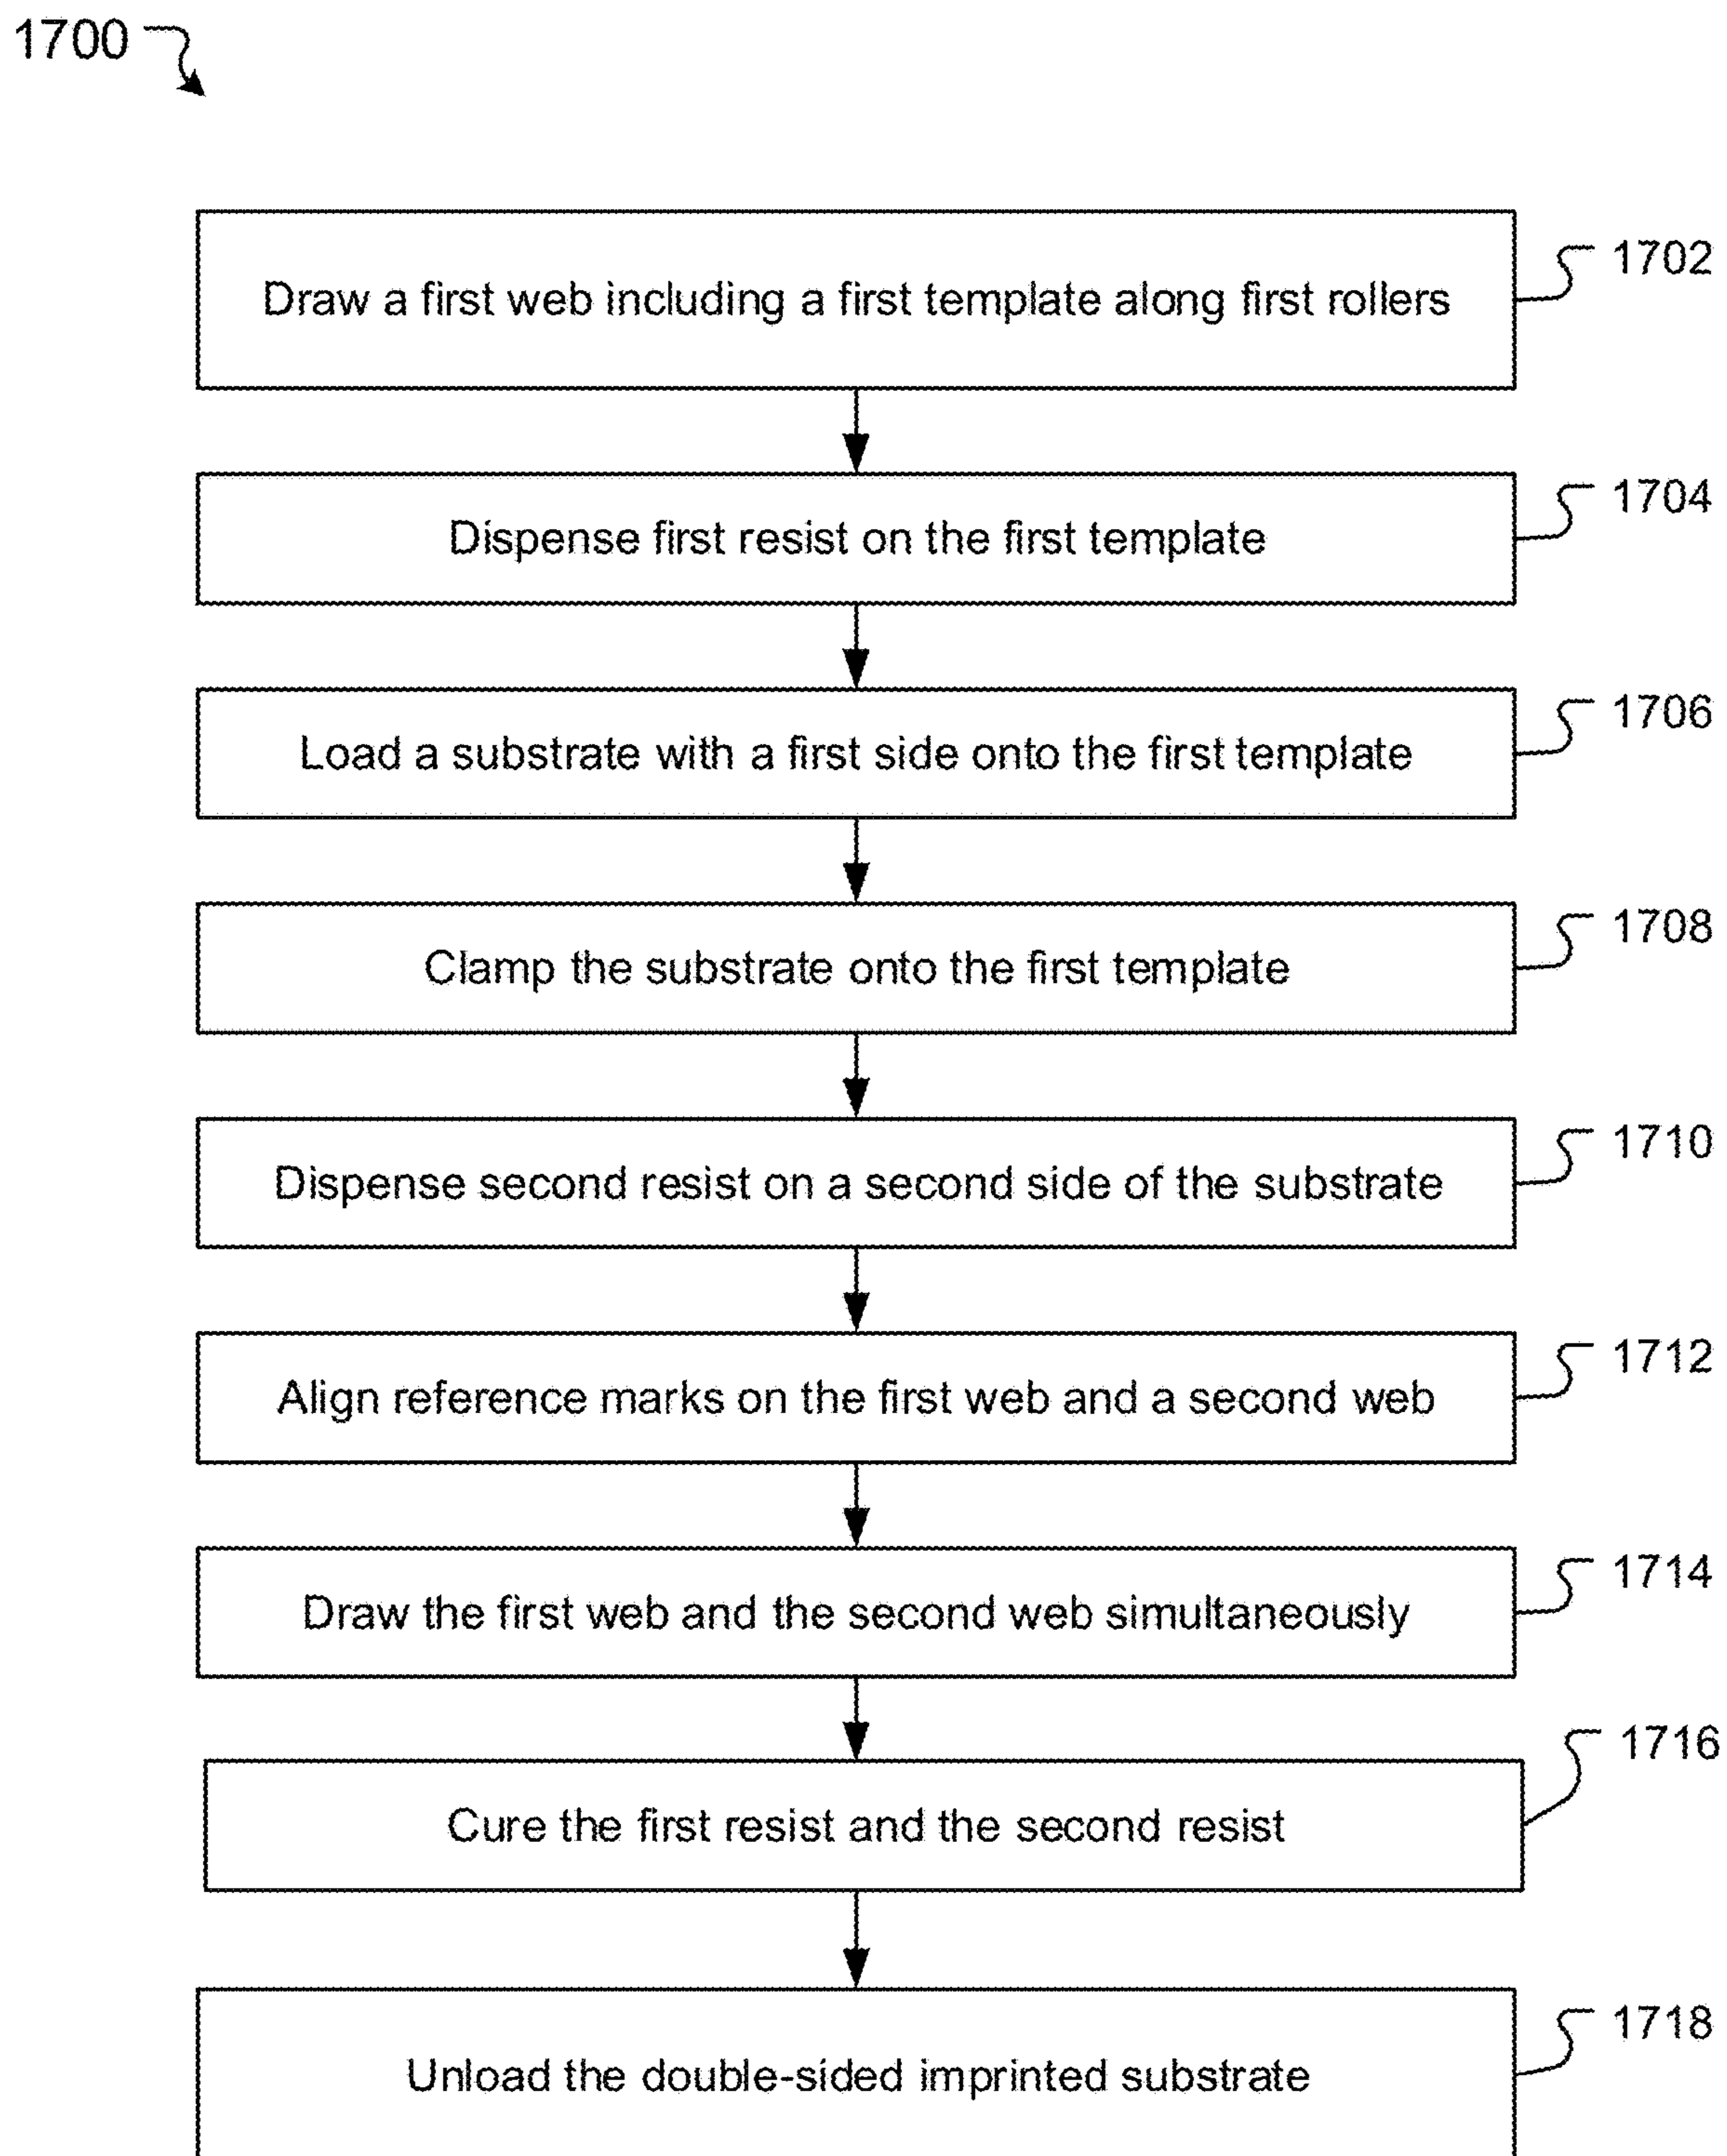 1700
Draw a first web including a first template along first rollers
1702
Dispense first resist on the first template
1704
Load a substrate with a first side onto the first template
1706
Clamp the substrate onto the first template
1708
Dispense second resist on a second side of the substrate
1710
Align reference marks on the first web and a second web
1712
Draw the first web and the second web simultaneously
1714
Cure the first resist and the second resist
1716
Unload the double-sided imprinted substrate
1718